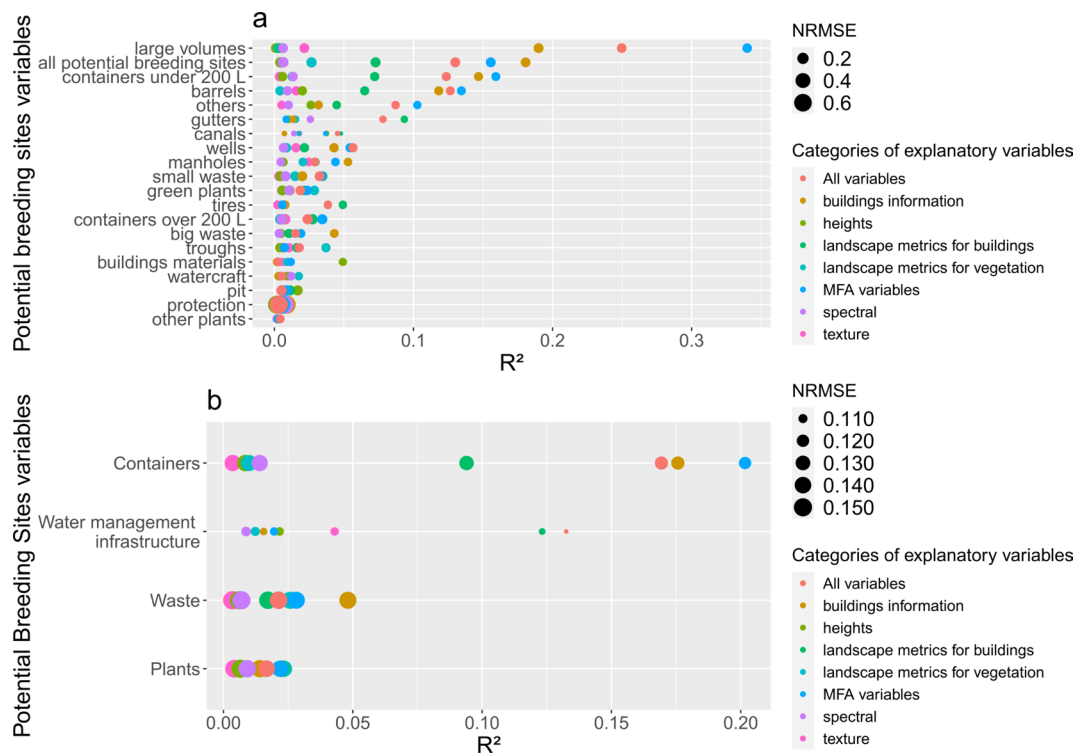 a
Potential breeding sites variables
large volumes
all potential breeding sites
containers under 200 L
barrels
others
gutters
canals
wells
manholes
small waste
green plants
tires
containers over 200 L
big waste
troughs
buildings materials
watercraft
pit
protection
other plants
0.0 0.1 0.2 0.3
R²
NRMSE
0.2
0.4
0.6
Categories of explanatory variables
All variables
buildings information
heights
landscape metrics for buildings
landscape metrics for vegetation
MFA variables
spectral
texture
b
Potential Breeding Sites variables
Containers
Water management
infrastructure
Waste
Plants
0.00 0.05 0.10 0.15 0.20
R²
NRMSE
0.110
0.120
0.130
0.140
0.150
Categories of explanatory variables
All variables
buildings information
heights
landscape metrics for buildings
landscape metrics for vegetation
MFA variables
spectral
texture